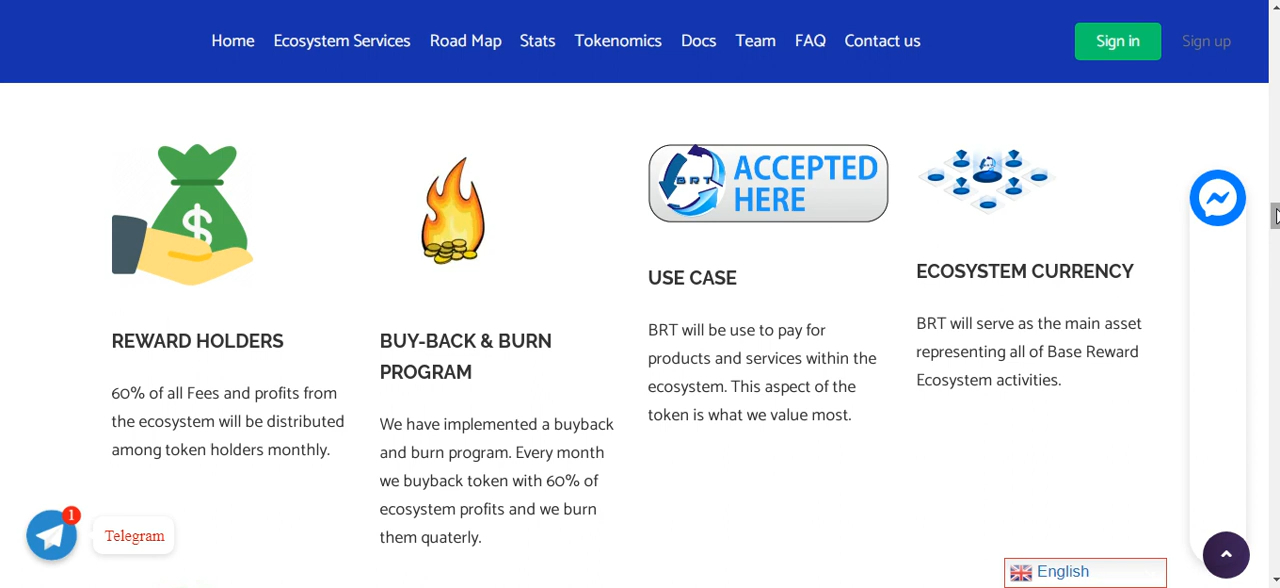 Home Ecosystem Services Road Map Stats Tokenomics Docs Team FAQ Contact us Sign in Sign up
BRT ACCEPTED
HERE
REWARD HOLDERS
60% of all Fees and profits from
the ecosystem will be distributed
among token holders monthly.
BUY-BACK & BURN
PROGRAM
We have implemented a buyback
and burn program. Every month
we buyback token with 60% of
ecosystem profits and we burn
them quaterly.
USE CASE
BRT will be use to pay for
products and services within the
ecosystem. This aspect of the
token is what we value most.
ECOSYSTEM CURRENCY
BRT will serve as the main asset
representing all of Base Reward
Ecosystem activities.
1
Telegram
English